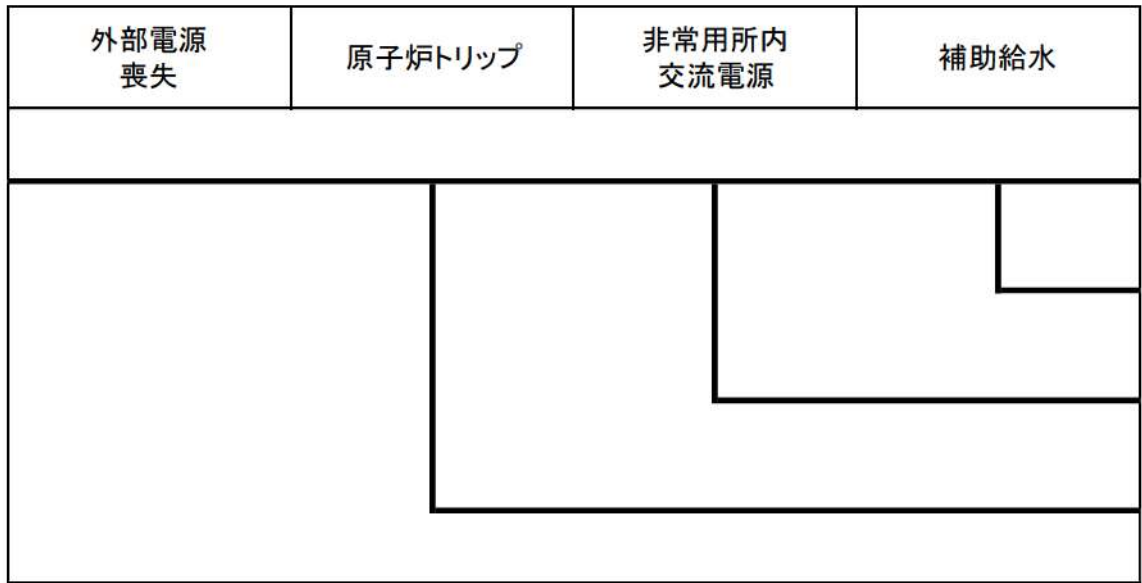 外部電源
喪失
原子炉トリップ
非常用所内
交流電源
補助給水